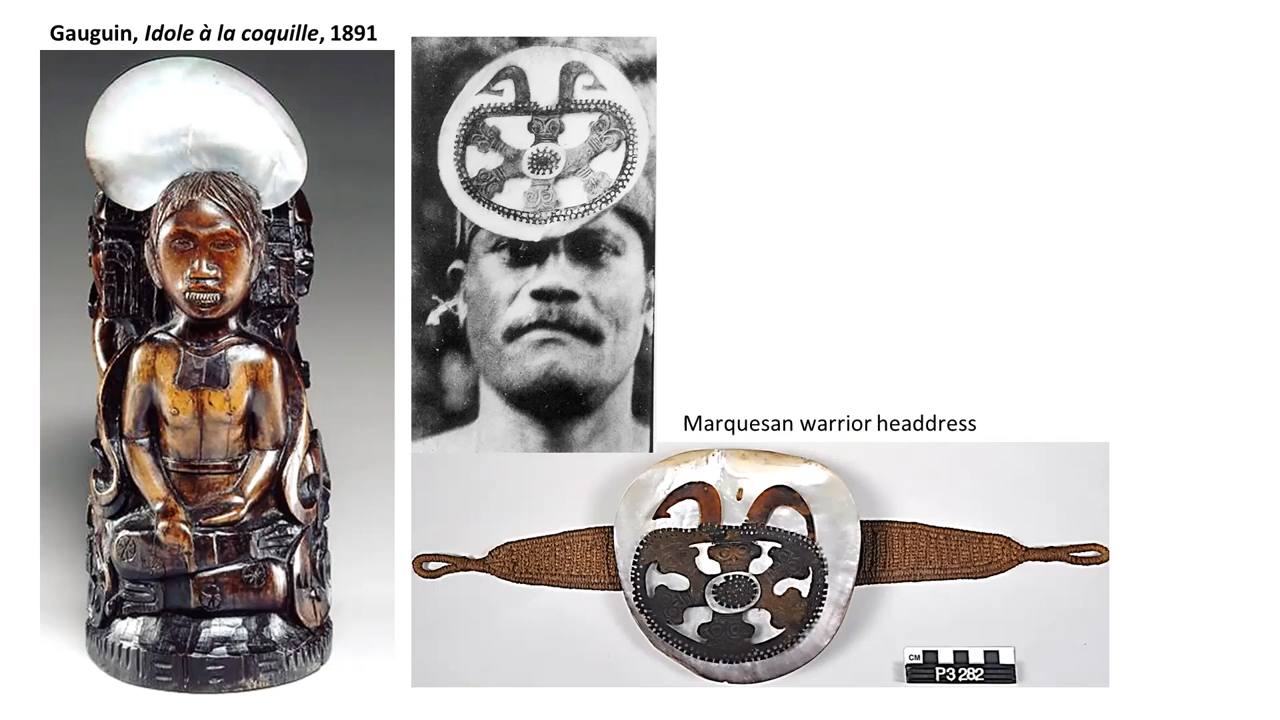 Gauguin, Idole à la coquille, 1891
Marquesan warrior headdress
CM
P3 282